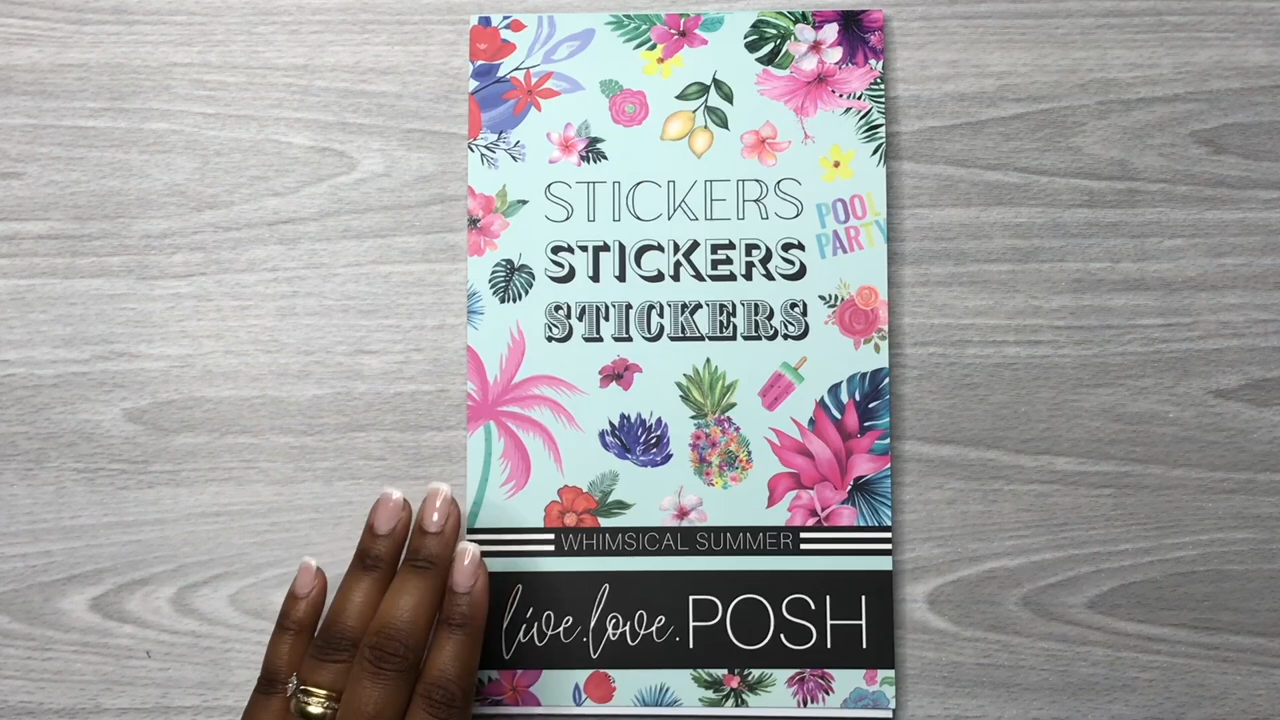 STICKERS
STICKERS
STICKERS
POOL
PARTY
WHIMSICAL SUMMER
live.love.POSH